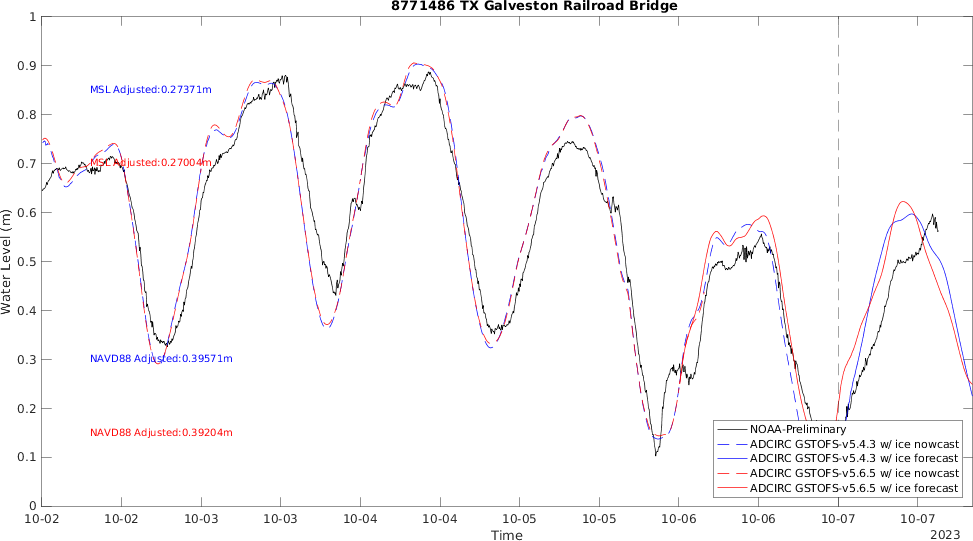 8771486 TX Galveston Railroad Bridge
1
0.9
MSL Adjusted:0.27371m
0.8
0.7
MSL Adjusted:0.27004m
0.6
Water Level (m)
0.5
0.4
0.3
NAVD88 Adjusted:0.39571m
0.2
NAVD88 Adjusted:0.39204m
0.1
0
NOAA-Preliminary
ADCIRC GSTOFS-v5.4.3 w/ ice nowcast
ADCIRC GSTOFS-v5.4.3 w/ ice forecast
ADCIRC GSTOFS-v5.6.5 w/ ice nowcast
ADCIRC GSTOFS-v5.6.5 w/ ice forecast
10-02 10-02 10-03 10-03 10-04 10-04 10-05 10-05 10-06 10-06 10-07 10-07
2023
Time